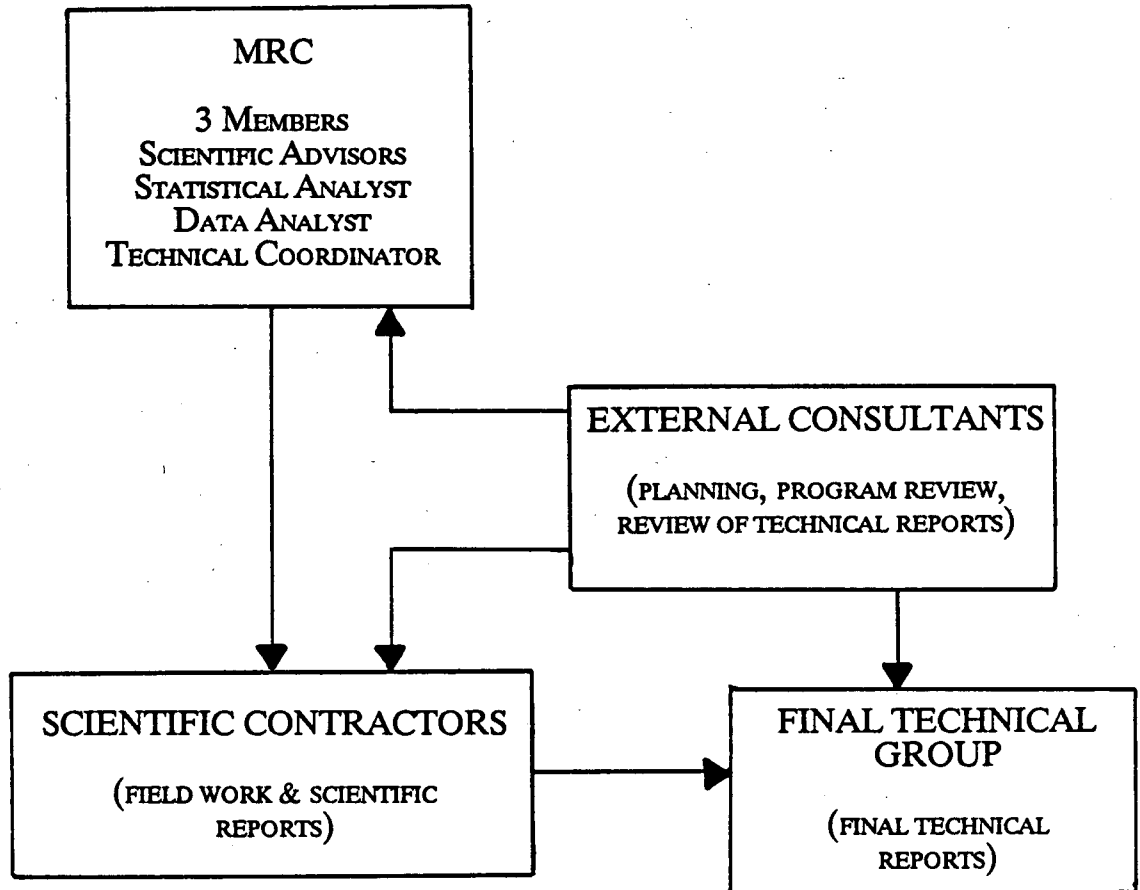 MRC
3 MEMBERS
SCIENTIFIC ADVISORS
STATISTICAL ANALYST
DATA ANALYST
TECHNICAL COORDINATOR
EXTERNAL CONSULTANTS
(PLANNING, PROGRAM REVIEW,
REVIEW OF TECHNICAL REPORTS)
SCIENTIFIC CONTRACTORS
(FIELD WORK & SCIENTIFIC
REPORTS)
FINAL TECHNICAL
GROUP
(FINAL TECHNICAL
REPORTS)